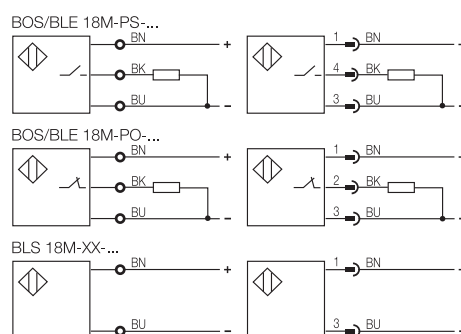 BOS/BLE 18M-PS-...
BN + 1 BN
BK 4 BK
BU - 3 BU
BOS/BLE 18M-PO-...
BN + 1 BN
BK 2 BK
BU - 3 BU
BLS 18M-XX-...
BN + 1 BN
BU - 3 BU